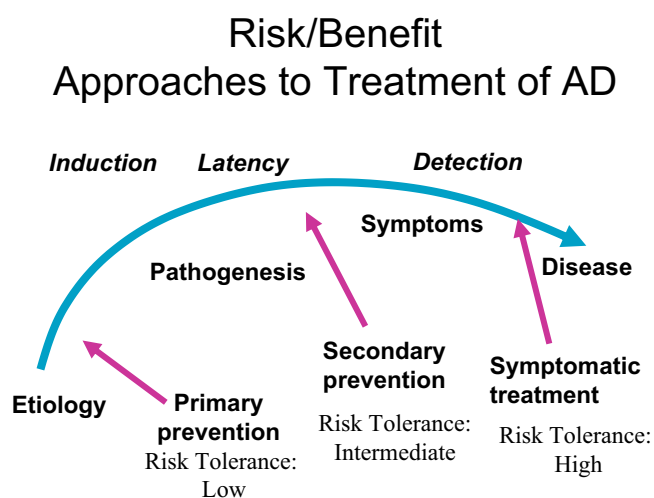 Risk/Benefit
Approaches to Treatment of AD
Induction
Latency
Detection
Symptoms
Pathogenesis
Disease
Etiology
Primary
prevention
Risk Tolerance:
Low
Secondary
prevention
Risk Tolerance:
Intermediate
Symptomatic
treatment
Risk Tolerance:
High